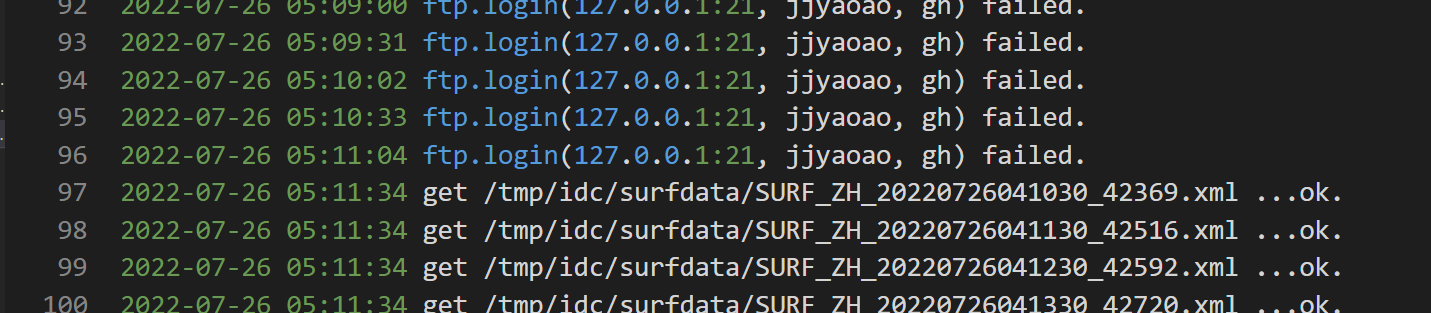 92 2022-07-26 05:09:00 ftp.login(127.0.0.1:21, jjyaoao, gh) failed.
93 2022-07-26 05:09:31 ftp.login(127.0.0.1:21, jjyaoao, gh) failed.
94 2022-07-26 05:10:02 ftp.login(127.0.0.1:21, jjyaoao, gh) failed.
95 2022-07-26 05:10:33 ftp.login(127.0.0.1:21, jjyaoao, gh) failed.
96 2022-07-26 05:11:04 ftp.login(127.0.0.1:21, jjyaoao, gh) failed.
97 2022-07-26 05:11:34 get /tmp/idc/surfdata/SURF_ZH_20220726041030_42369.xml ...ok.
98 2022-07-26 05:11:34 get /tmp/idc/surfdata/SURF_ZH_20220726041130_42516.xml ...ok.
99 2022-07-26 05:11:34 get /tmp/idc/surfdata/SURF_ZH_20220726041230_42592.xml ...ok.
100 2022-07-26 05:11:34 get /tmp/idc/surfdata/SURF_ZH_20220726041330_42720.xml ...ok.